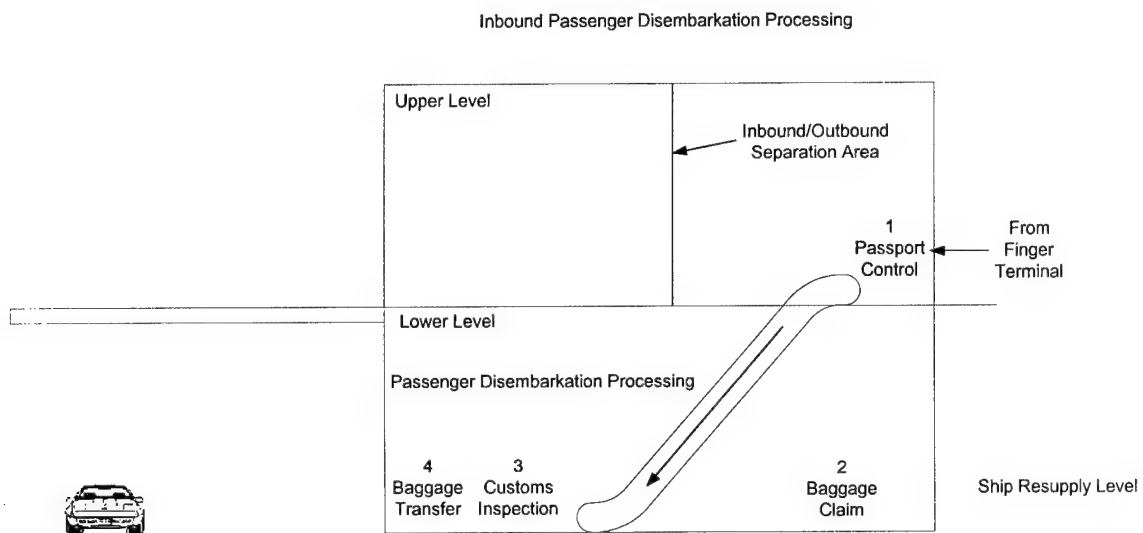 Inbound Passenger Disembarkation Processing
Upper Level
Inbound/Outbound
Separation Area
1
Passport
Control
From
Finger
Terminal
Lower Level
Passenger Disembarkation Processing
4
Baggage
Transfer
3
Customs
Inspection
2
Baggage
Claim
Ship Resupply Level